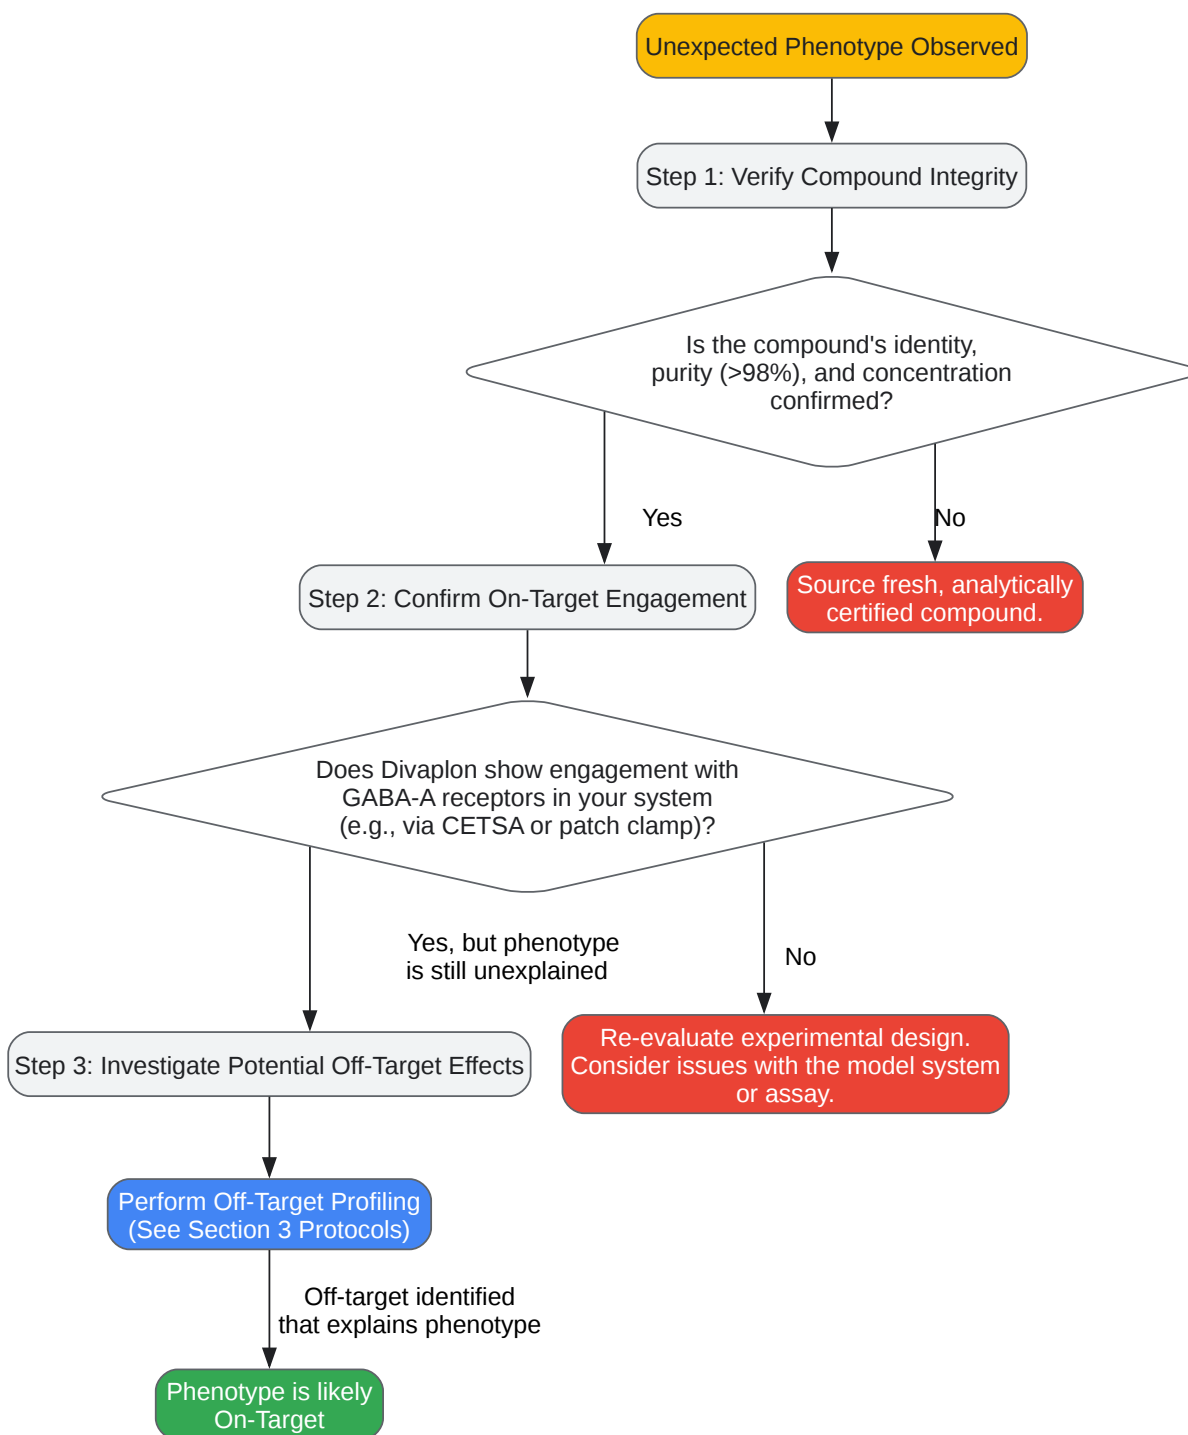 Unexpected Phenotype Observed
Step 1: Verify Compound Integrity
Is the compound's identity,
purity (>98%), and concentration
confirmed?
Yes
No
Step 2: Confirm On-Target Engagement
Source fresh, analytically
certified compound.
Does Divaplon show engagement with
GABA-A receptors in your system
(e.g., via CETSA or patch clamp)?
Yes, but phenotype
is still unexplained
No
Step 3: Investigate Potential Off-Target Effects
Re-evaluate experimental design.
Consider issues with the model system
or assay.
Perform Off-Target Profiling
(See Section 3 Protocols)
Off-target identified
that explains phenotype
Phenotype is likely
On-Target